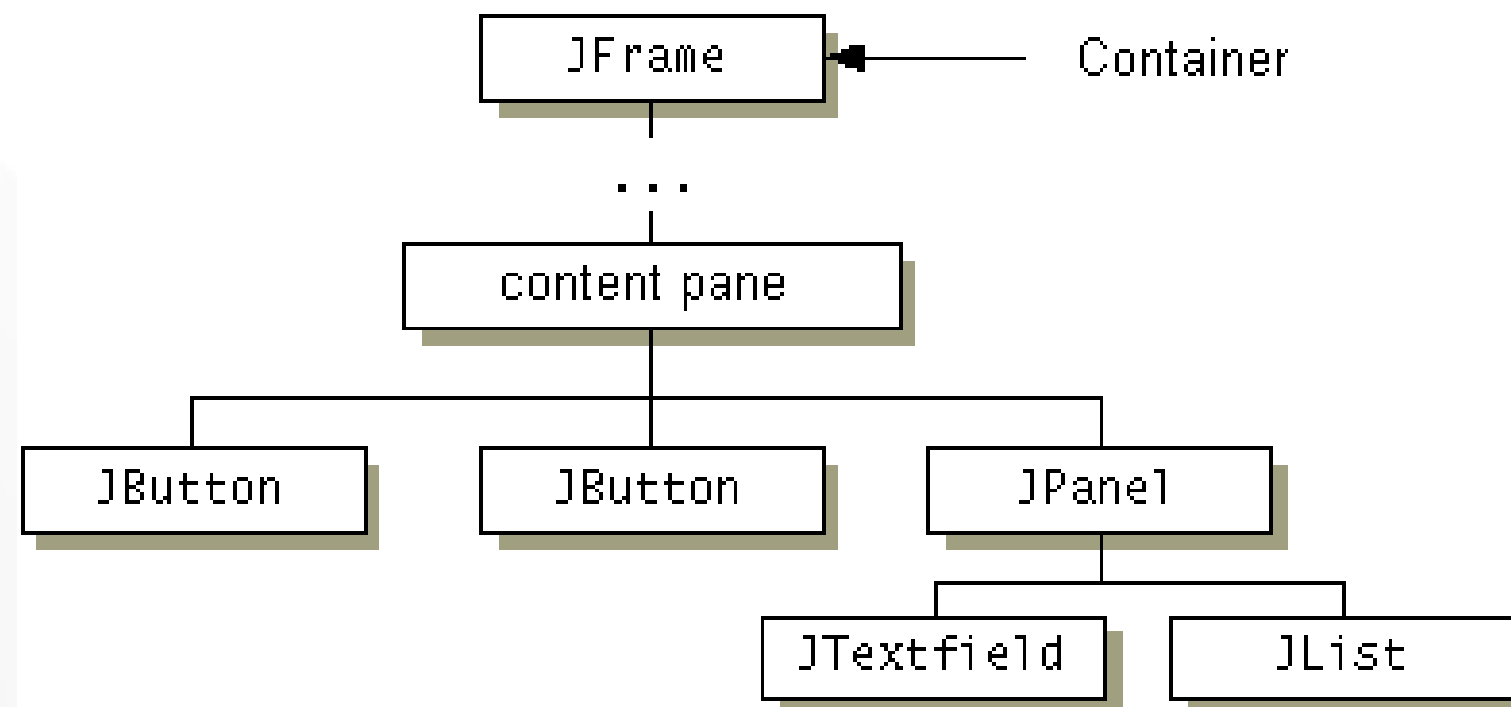 JFrame
Container
...
content pane
JButton
JButton
JPanel
JTextfield
JList